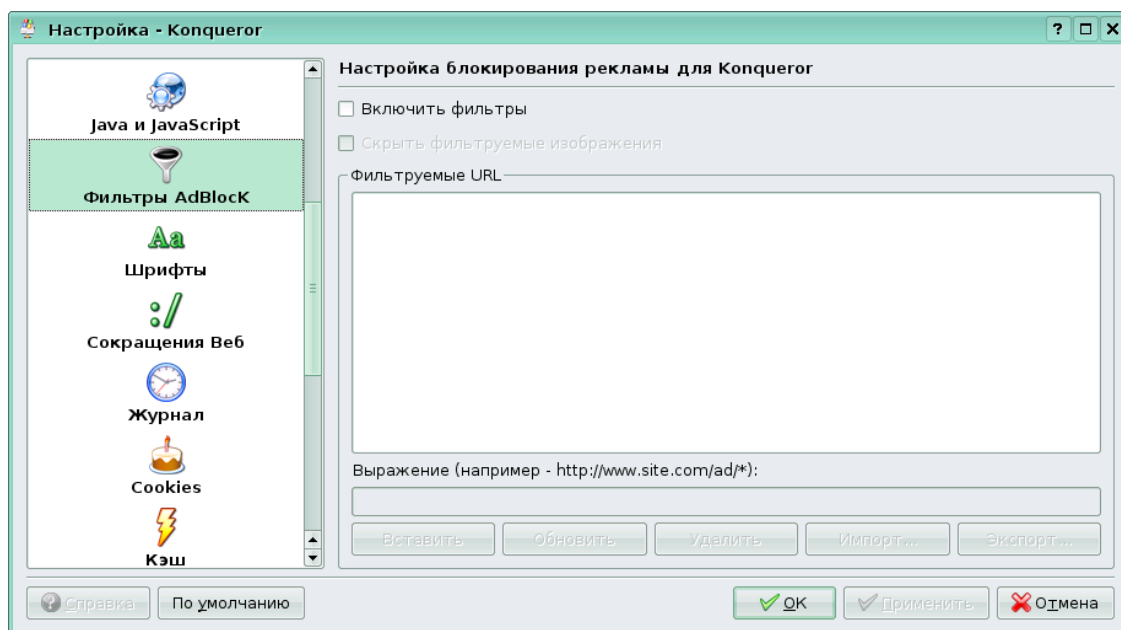 Настройка - Konqueror
Java и JavaScript
Фильтры AdBlocK
Шрифты
Сокращения Веб
Журнал
Cookies
Кэш
Настройка блокирования рекламы для Konqueror
Включить фильтры
Скрыть фильтруемые изображения
Фильтруемые URL
Выражение (например - http://www.site.com/ad/*):
Вставить Обновить Удалить Импорт... Экспорт...
Справка По умолчанию OK Применить Отмена